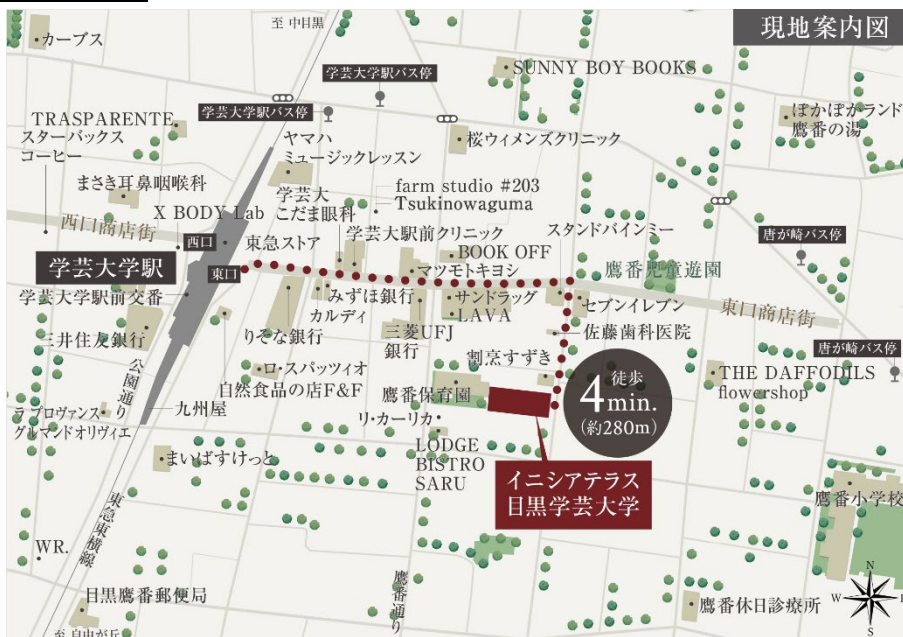 現地案内図
至 中目黒
カーブス
学芸大学駅バス停
SUNNY BOY BOOKS
学芸大学駅バス停
ぽかぽかランド
鷹番の湯
TRASPARENTE
スターバックス
コーヒー
ヤマハ
ミュージックレッスン
桜ウィメンズクリニック
まさき耳鼻咽喉科
学芸大
こだま眼科
farm studio #203
Tsukinowaguma
X BODY Lab
西口商店街
西口
東急ストア
学芸大駅前クリニック
BOOK OFF
スタンドバインミー
唐が崎バス停
学芸大学駅
東口
マツモトキヨシ
鷹番児童遊園
学芸大学駅前交番
みずほ銀行
カルディ
サンドラッグ
LAVA
セブンイレブン
東口商店街
三井住友銀行
りそな銀行
三菱UFJ
銀行
佐藤歯科医院
唐が崎バス停
割烹すずき
ロ・スパッツィオ
自然食品の店F&F
鷹番保育園
徒歩
4min.
(約280m)
THE DAFFODILS
flowershop
公園通り
九州屋
リ・カーリカ
ラ プロヴァンス
グルマンドオリヴィエ
LODGE
BISTRO
SARU
まいばすけっと
イニシアテラス
目黒学芸大学
鷹番小学校
東急東横線
WR.
鷹番通り
目黒鷹番郵便局
鷹番休日診療所
至 自由が丘
N
W
E
S